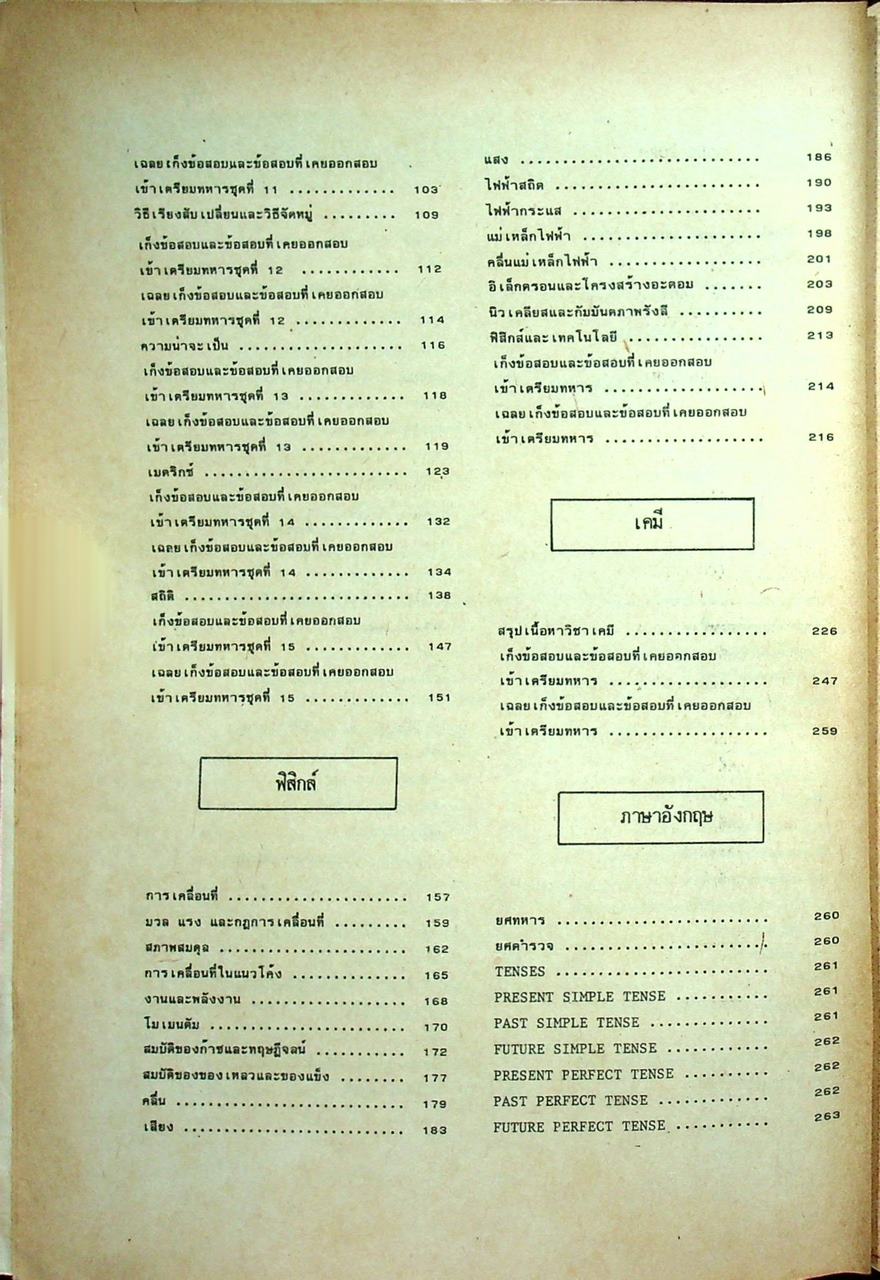 เฉลยเก็งข้อสอบและข้อสอบที่เคยออกสอบ
เข้าเตรียมทหารชุดที่ 11 ............. 103
วิธีเรียงสับเปลี่ยนและวิธีจัดหมู่ ......... 109
เก็งข้อสอบและข้อสอบที่เคยออกสอบ
เข้าเตรียมทหารชุดที่ 12 ............ 112
เฉลยเก็งข้อสอบและข้อสอบที่เคยออกสอบ
เข้าเตรียมทหารชุดที่ 12 ............. 114
ความน่าจะเป็น .................... 116
เก็งข้อสอบและข้อสอบที่เคยออกสอบ
เข้าเตรียมทหารชุดที่ 13 ............. 118
เฉลยเก็งข้อสอบและข้อสอบที่เคยออกสอบ
เข้าเตรียมทหารชุดที่ 13 ............. 119
เมตริกซ์ ......................... 123
เก็งข้อสอบและข้อสอบที่เคยออกสอบ
เข้าเตรียมทหารชุดที่ 14 ............. 132
เฉลยเก็งข้อสอบและข้อสอบที่เคยออกสอบ
เข้าเตรียมทหารชุดที่ 14 ............. 134
สถิติ ............................ 138
เก็งข้อสอบและข้อสอบที่เคยออกสอบ
เข้าเตรียมทหารชุดที่ 15 ............. 147
เฉลยเก็งข้อสอบและข้อสอบที่เคยออกสอบ
เข้าเตรียมทหารชุดที่ 15 ............. 151
ฟิสิกส์
การเคลื่อนที่ ...................... 157
มวล แรง และกฎการเคลื่อนที่ ......... 159
สภาพสมดุล ....................... 162
การเคลื่อนที่ในแนวโค้ง .............. 165
งานและพลังงาน ................... 168
โมเมนตัม ........................ 170
สมบัติของก๊าซและทฤษฎีจลน์ ........... 172
สมบัติของของเหลวและของแข็ง ........ 177
คลื่น ............................ 179
เสียง ........................... 183
แสง .............................. 186
ไฟฟ้าสถิต .......................... 190
ไฟฟ้ากระแส ........................ 193
แม่เหล็กไฟฟ้า ...................... 198
คลื่นแม่เหล็กไฟฟ้า ................... 201
อิเล็กตรอนและโครงสร้างอะตอม ....... 203
นิวเคลียสและกัมมันตภาพรังสี .......... 209
ฟิสิกส์และเทคโนโลยี ................. 213
เก็งข้อสอบและข้อสอบที่เคยออกสอบ
เข้าเตรียมทหาร .................... 214
เฉลยเก็งข้อสอบและข้อสอบที่เคยออกสอบ
เข้าเตรียมทหาร .................... 216
เคมี
สรุปเนื้อหาวิชาเคมี .................. 226
เก็งข้อสอบและข้อสอบที่เคยออกสอบ
เข้าเตรียมทหาร .................... 247
เฉลยเก็งข้อสอบและข้อสอบที่เคยออกสอบ
เข้าเตรียมทหาร .................... 259
ภาษาอังกฤษ
ยศทหาร .......................... 260
ยศตำรวจ ......................... 260
TENSES .......................... 261
PRESENT SIMPLE TENSE ............ 261
PAST SIMPLE TENSE ............... 261
FUTURE SIMPLE TENSE ............. 262
PRESENT PERFECT TENSE ........... 262
PAST PERFECT TENSE .............. 262
FUTURE PERFECT TENSE ............ 263